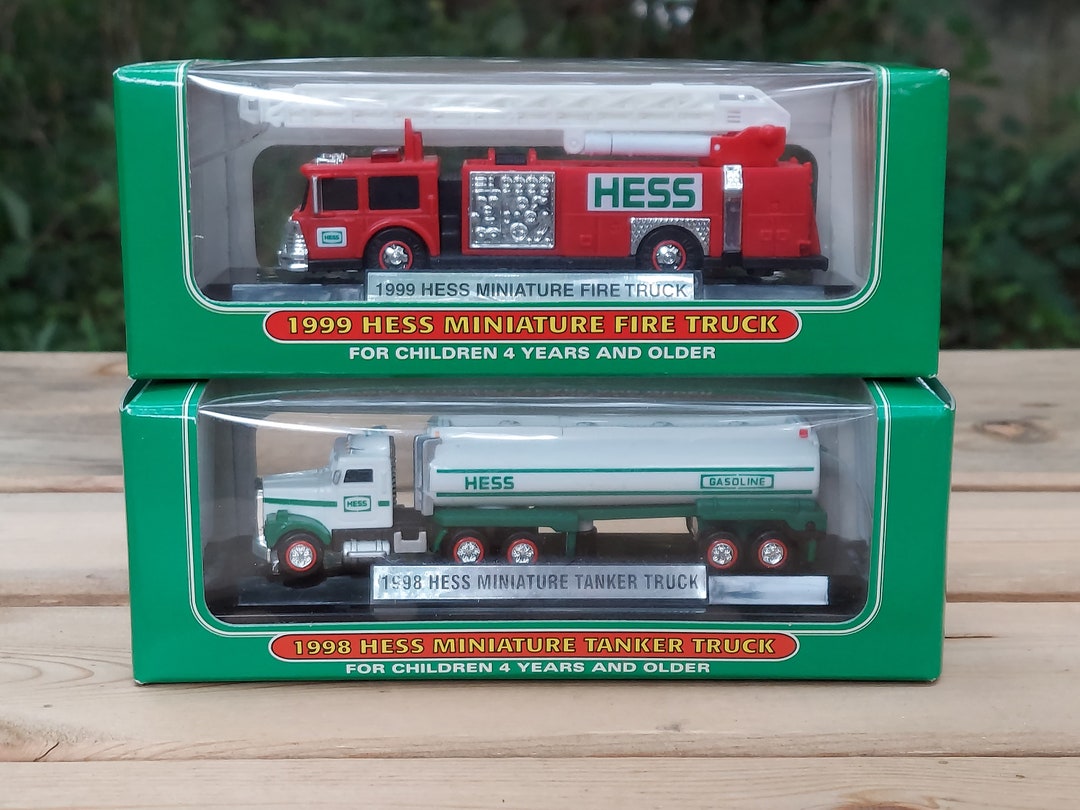 HESS
HESS
1999 HESS MINIATURE FIRE TRUCK
1999 HESS MINIATURE FIRE TRUCK
FOR CHILDREN 4 YEARS AND OLDER
HESS
GASOLINE
HESS
1998 HESS MINIATURE TANKER TRUCK
1998 HESS MINIATURE TANKER TRUCK
FOR CHILDREN 4 YEARS AND OLDER